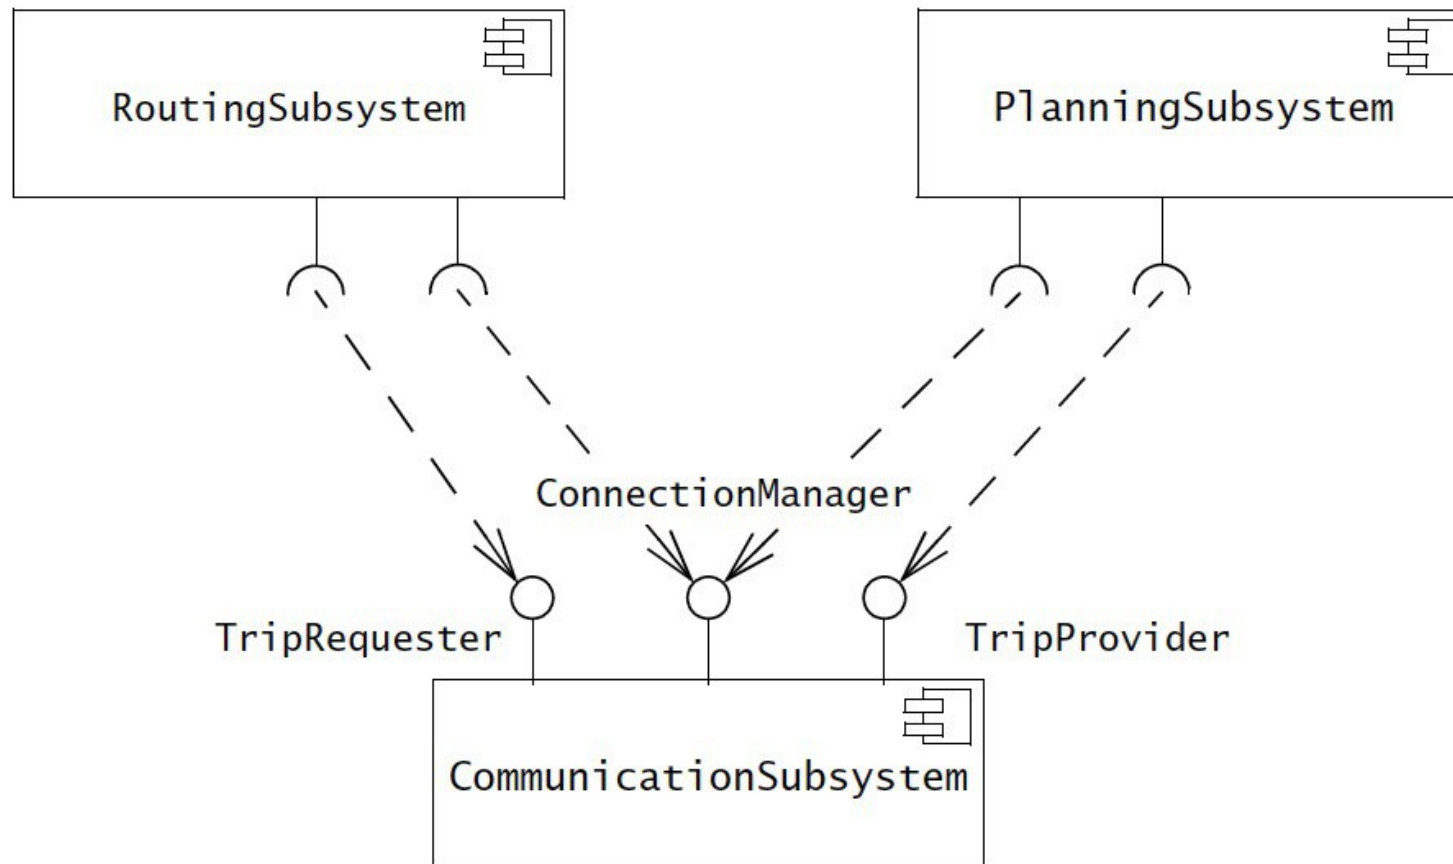 RoutingSubsystem
PlanningSubsystem
ConnectionManager
TripRequester
TripProvider
CommunicationSubsystem